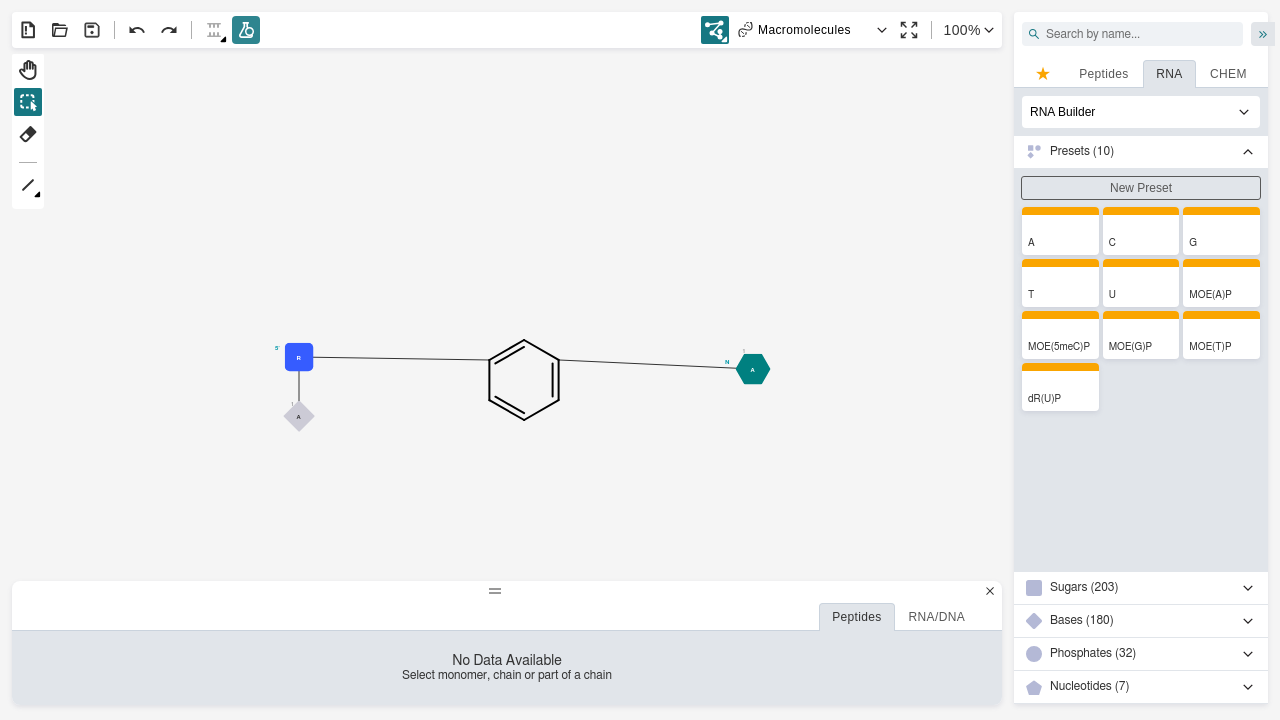 Macromolecules
100%
Search by name...
Peptides
RNA
CHEM
RNA Builder
Presets (10)
New Preset
A
C
G
T
U
MOE(A)P
MOE(5meC)P
MOE(G)P
MOE(T)P
dR(U)P
Sugars (203)
Bases (180)
Phosphates (32)
Nucleotides (7)
5'
R
1
A
N
1
A
Peptides
RNA/DNA
No Data Available
Select monomer, chain or part of a chain